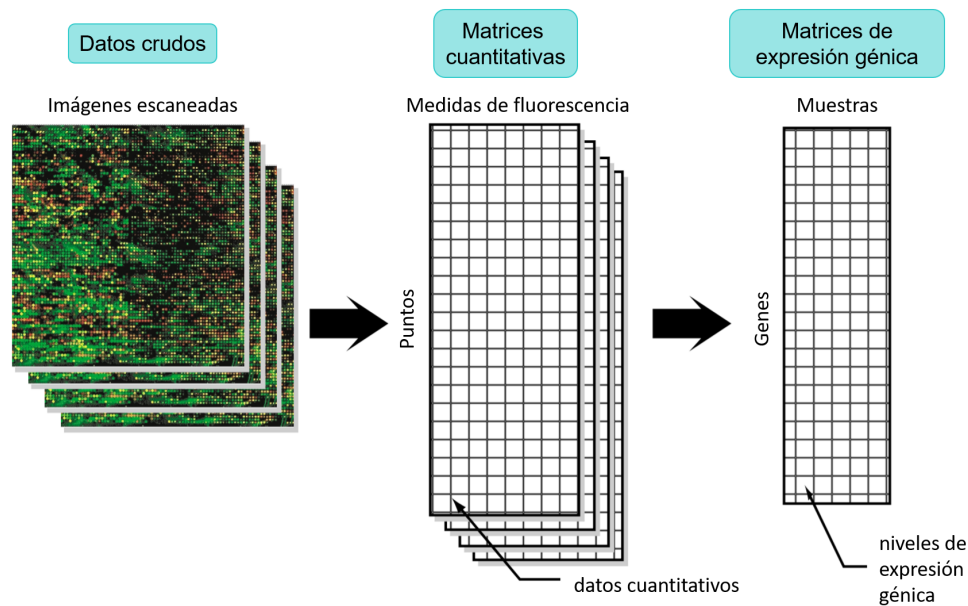 Datos crudos
Matrices
cuantitativas
Matrices de
expresión génica
Imágenes escaneadas
Medidas de fluorescencia
Muestras
Puntos
Genes
datos cuantitativos
niveles de
expresión
génica